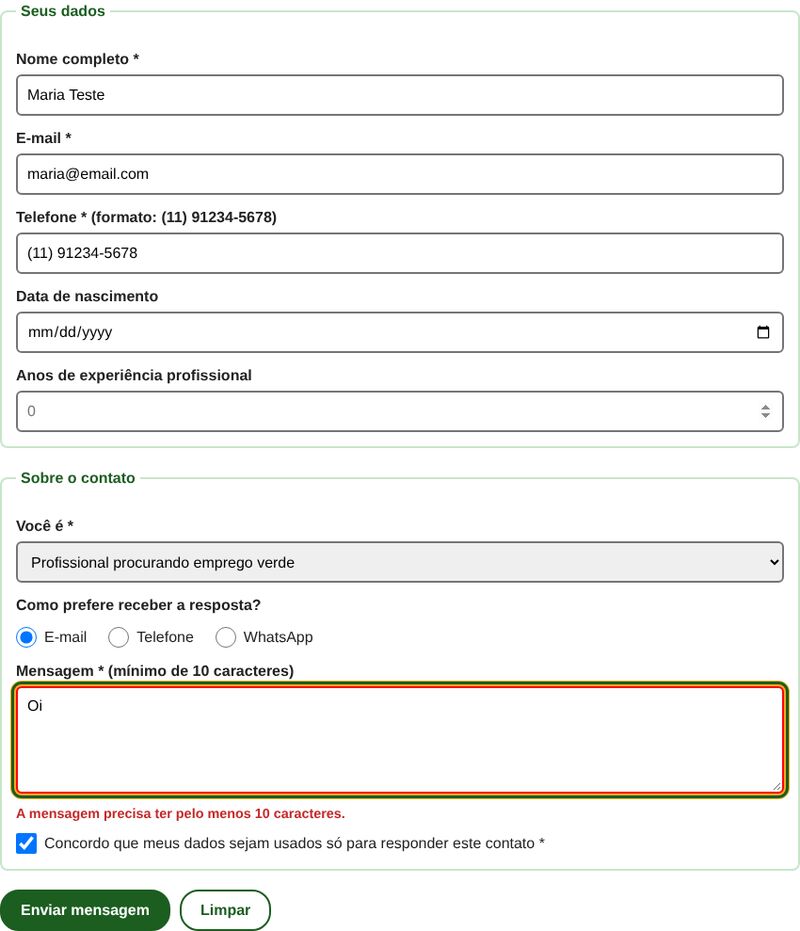 Seus dados
Nome completo *
Maria Teste
E-mail *
maria@email.com
Telefone * (formato: (11) 91234-5678)
(11) 91234-5678
Data de nascimento
mm/dd/yyyy
Anos de experiência profissional
0
Sobre o contato
Você é *
Profissional procurando emprego verde
Como prefere receber a resposta?
E-mail Telefone WhatsApp
Mensagem * (mínimo de 10 caracteres)
Oi
A mensagem precisa ter pelo menos 10 caracteres.
Concordo que meus dados sejam usados só para responder este contato *
Enviar mensagem Limpar